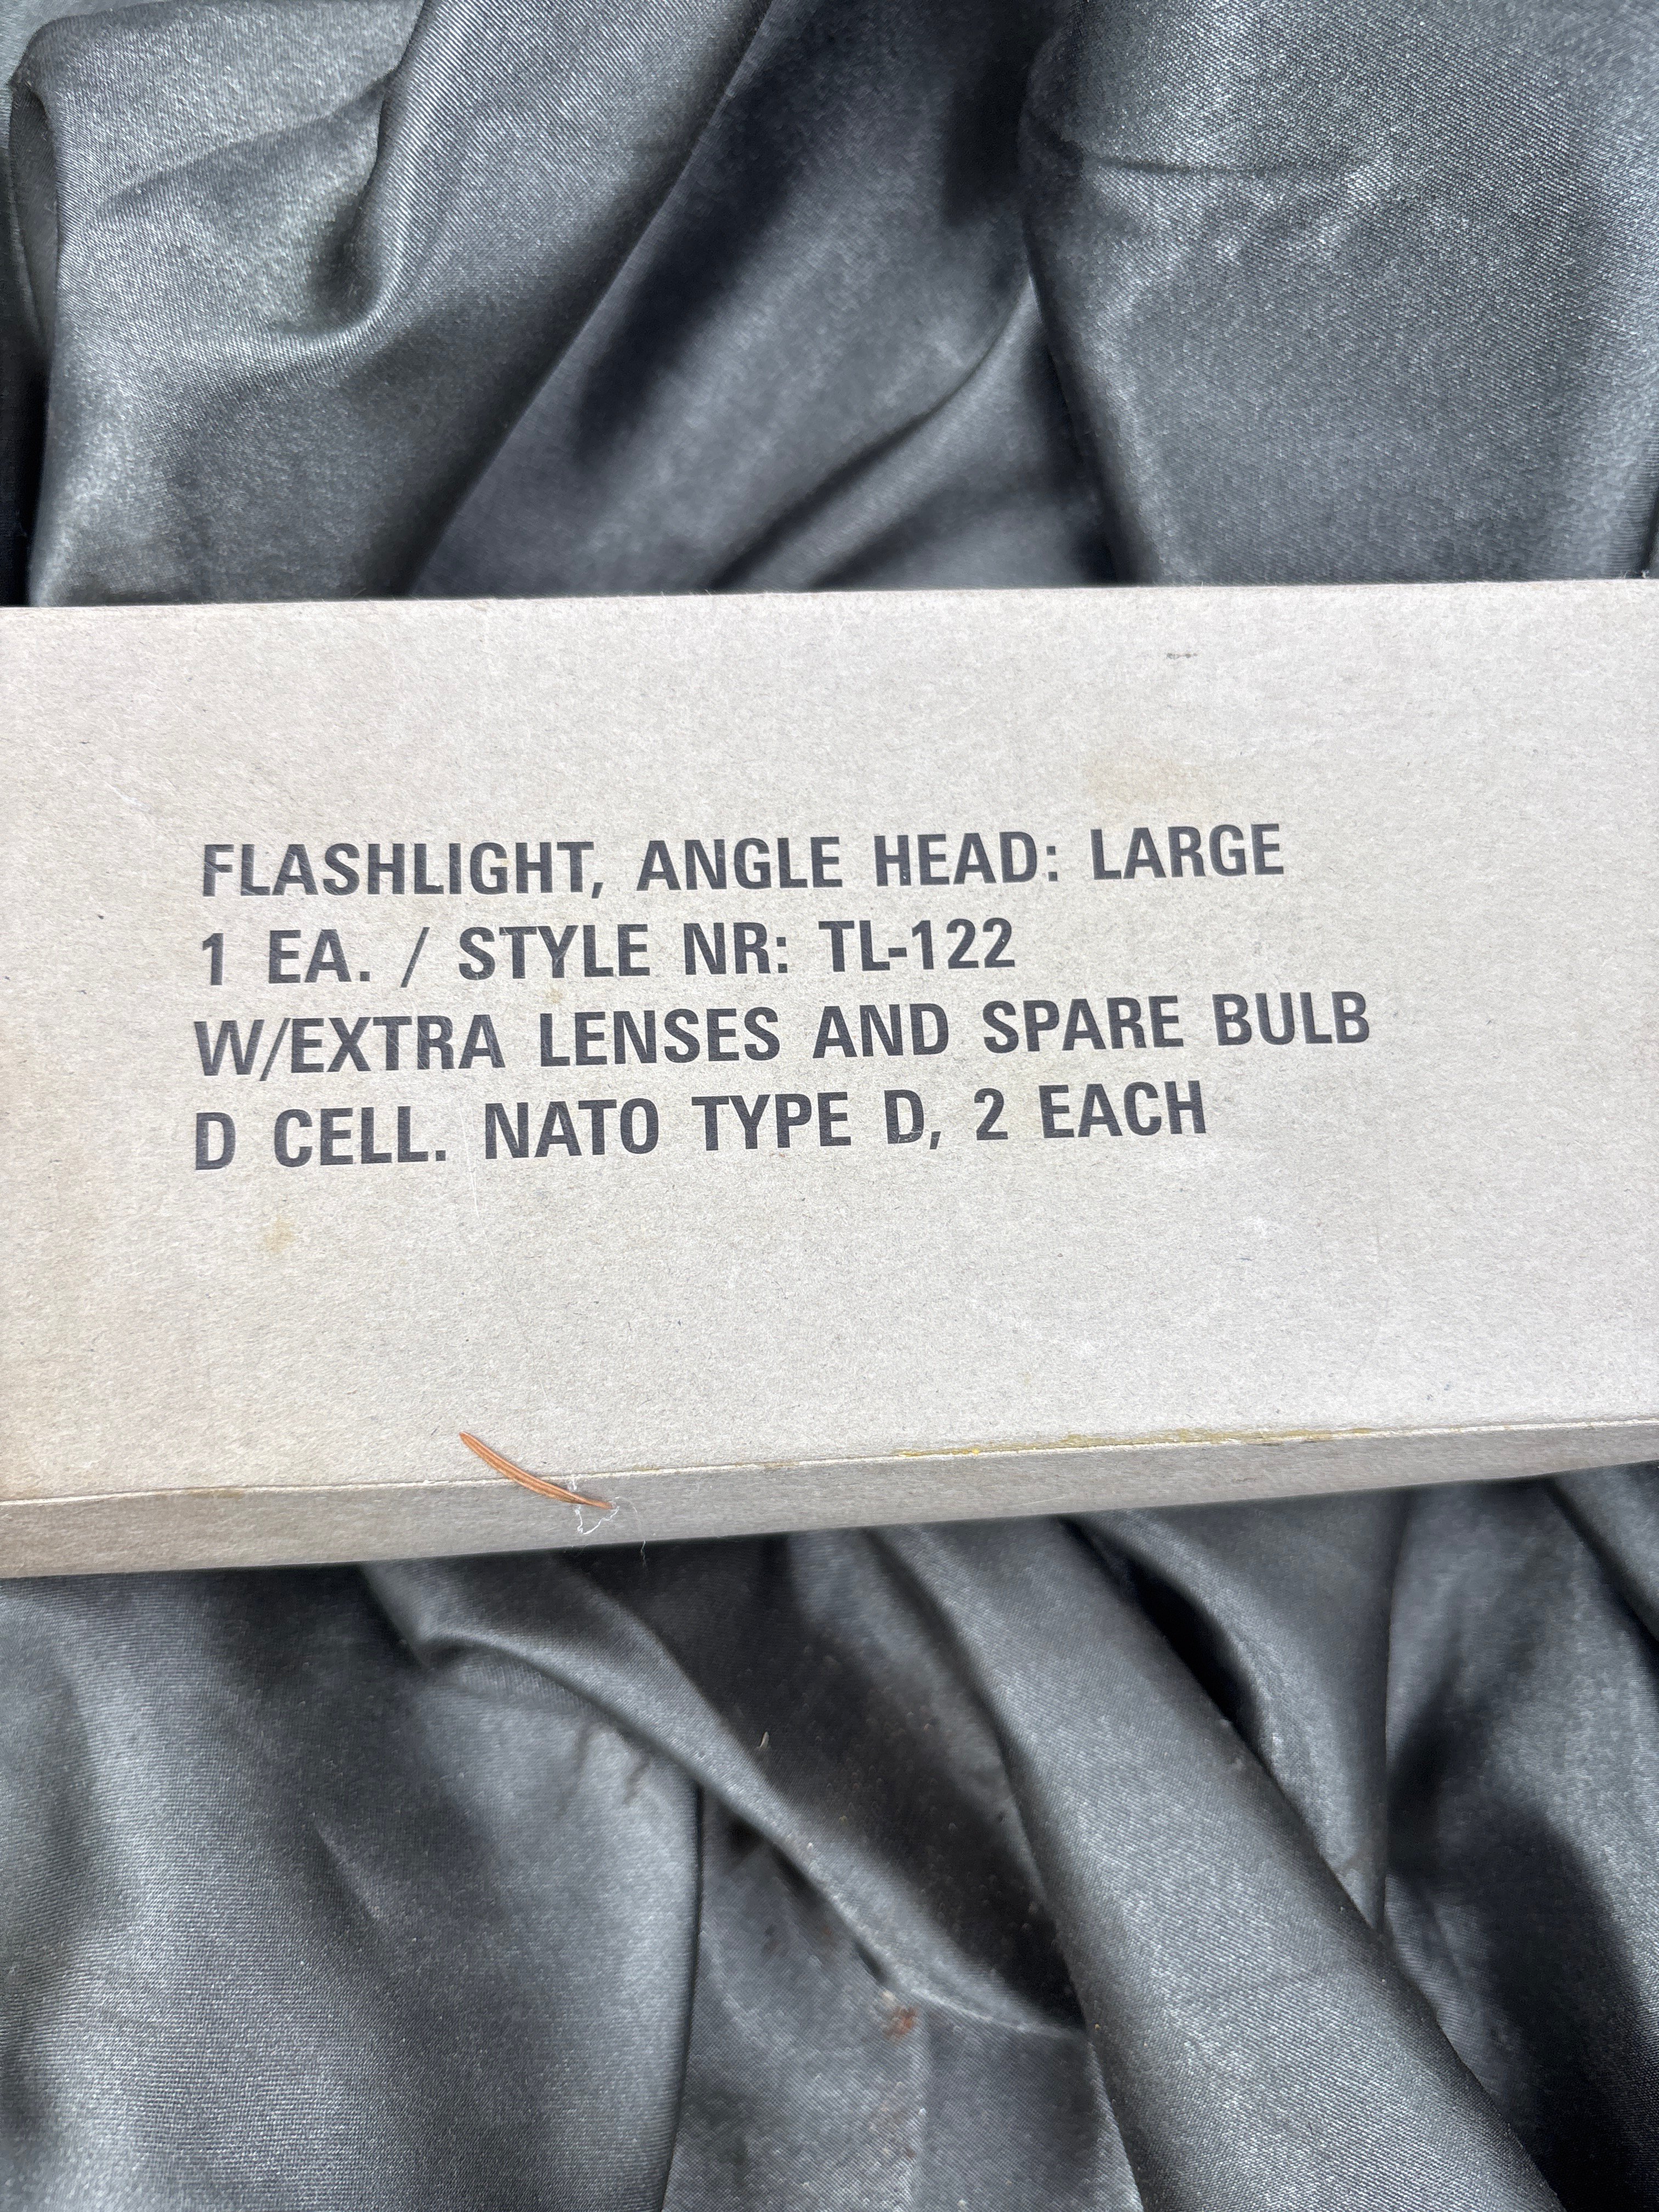 FLASHLIGHT, ANGLE HEAD: LARGE
1 EA. / STYLE NR: TL-122
W/EXTRA LENSES AND SPARE BULB
D CELL. NATO TYPE D, 2 EACH